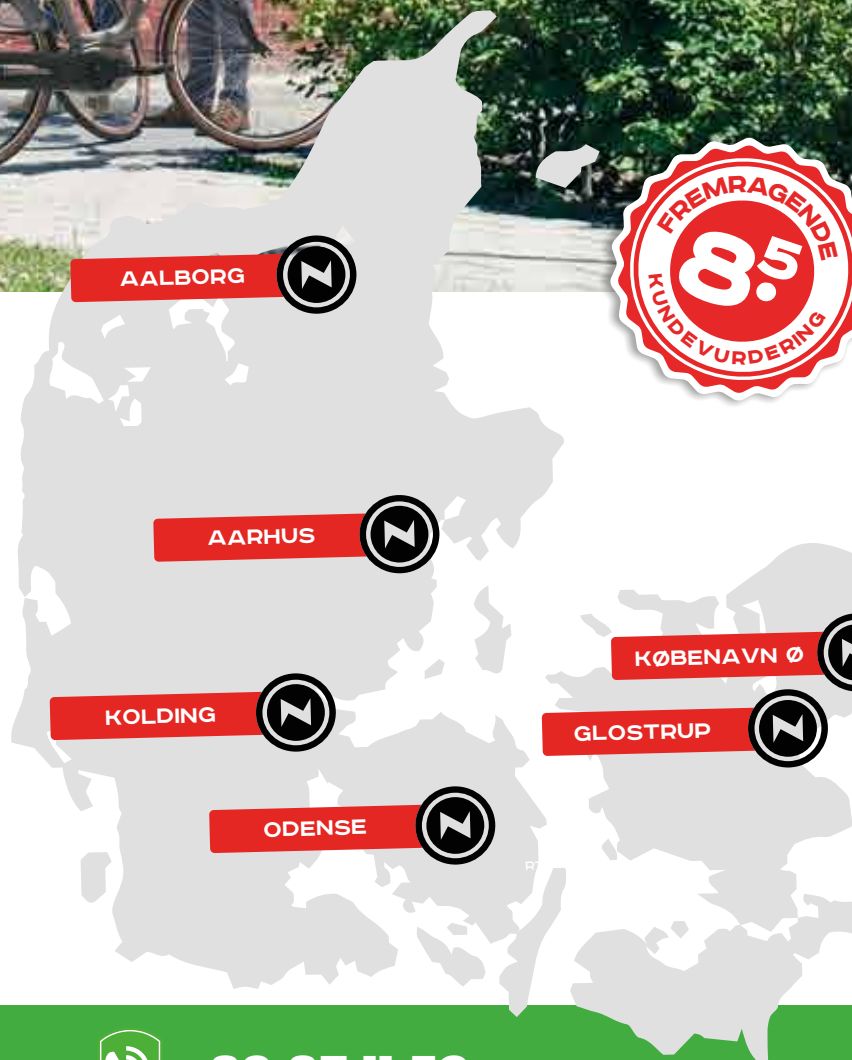 FREMRAGENDE
8.5
KUNDEVURDERING
AALBORG
AARHUS
KØBENAVN Ø
KOLDING
GLOSTRUP
ODENSE